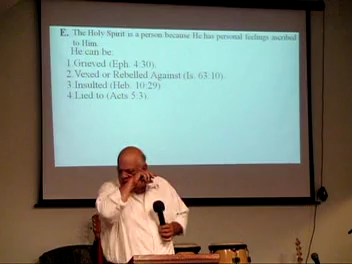 E. The Holy Spirit is a person because He has personal feelings ascribed
to Him.
He can be:
1.Grieved (Eph. 4:30).
2.Vexed or Rebelled Against (Is. 63:10).
3.Insulted (Heb. 10:29)
4.Lied to (Acts 5:3).